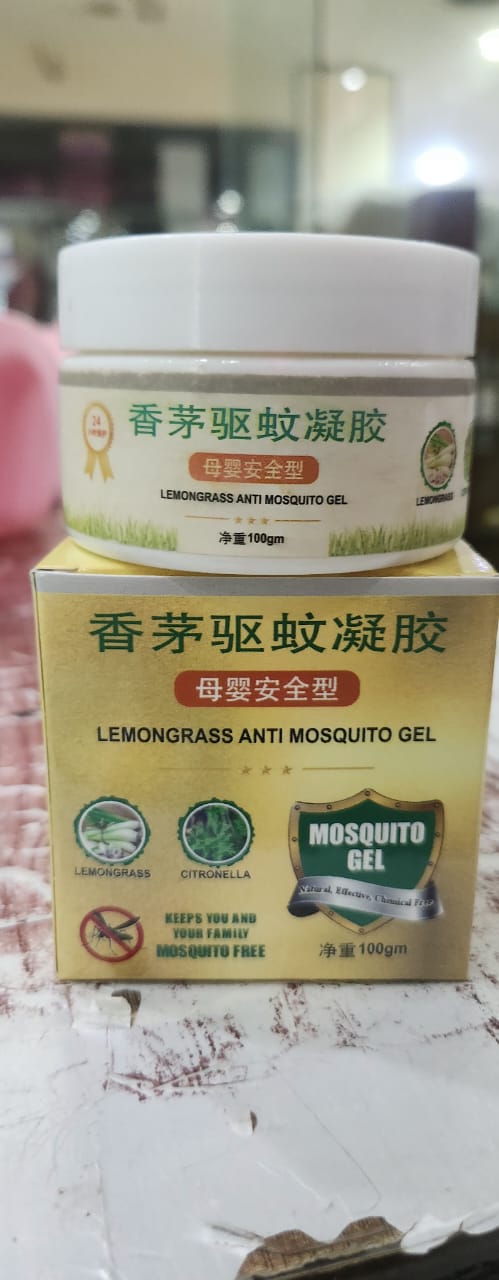 24
香茅驱蚊凝胶
母婴安全型
LEMONGRASS ANTI MOSQUITO GEL
净重100gm
LEMONGRASS
香茅驱蚊凝胶
母婴安全型
LEMONGRASS ANTI MOSQUITO GEL
LEMONGRASS
CITRONELLA
MOSQUITO
GEL
Natural, Effective, Chemical Free
KEEPS YOU AND
YOUR FAMILY
MOSQUITO FREE
净重100gm